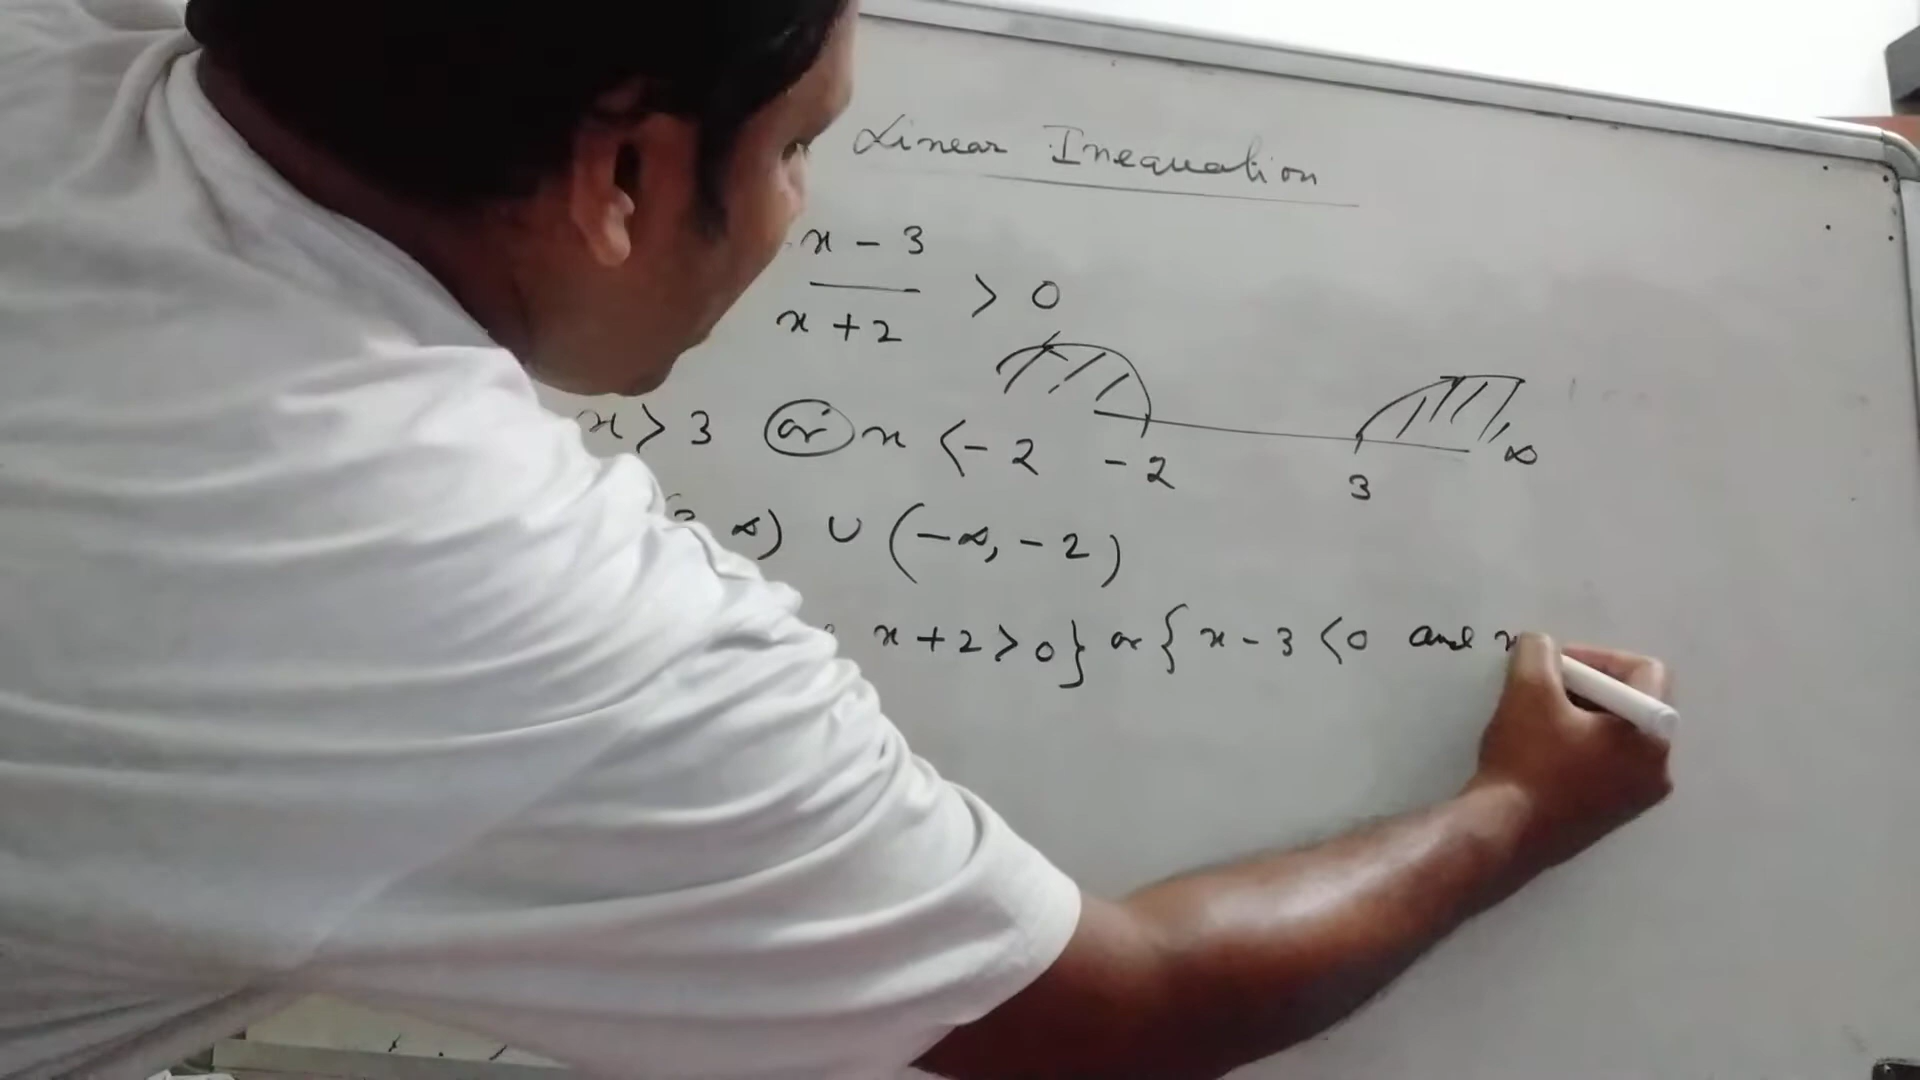 Linear Inequation
x - 3
x + 2
> 0
x > 3 or x < - 2
- 2
3
∞
∞) ∪ (-∞, - 2)
x + 2 > 0} or {x - 3 < 0 and x